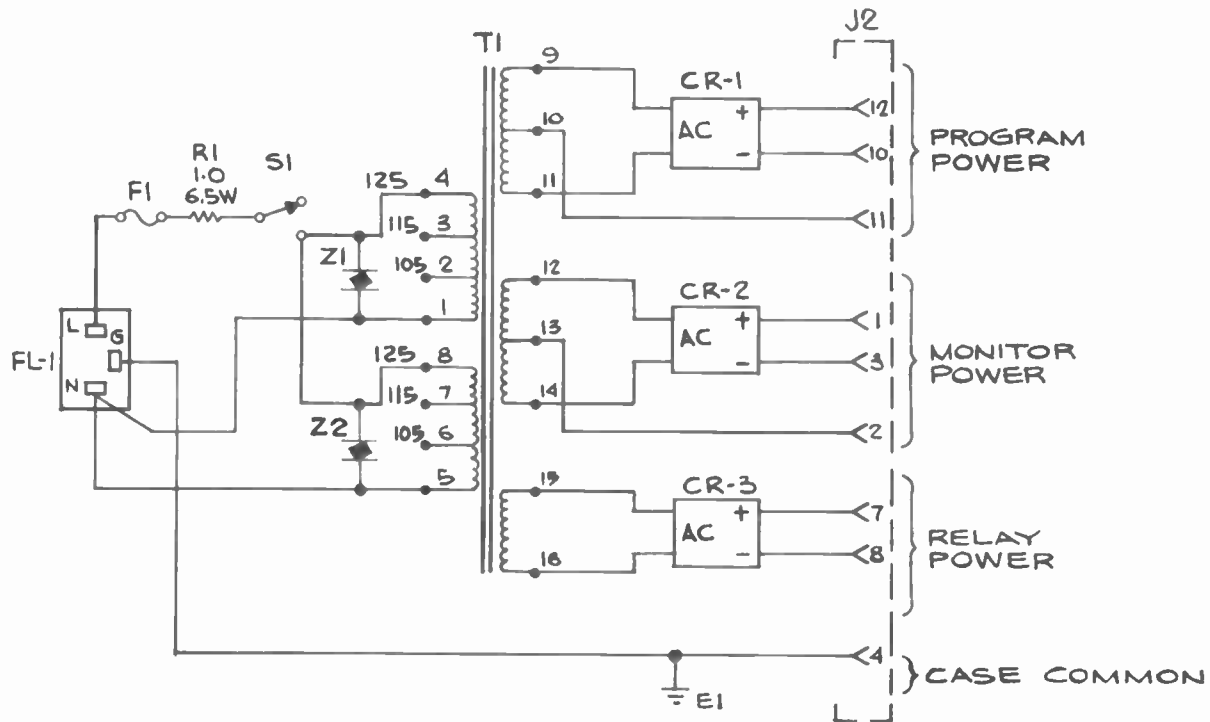 J2
T1
9
CR-1
AC
+
-
12
10
10
11
11
PROGRAM
POWER
F1
R1
1.0
6.5W
S1
125
4
115
3
105
2
1
Z1
12
CR-2
AC
+
-
13
14
1
3
2
MONITOR
POWER
FL-1
L
G
N
125
8
115
7
105
6
5
Z2
15
CR-3
AC
+
-
16
7
8
RELAY
POWER
4
E1
CASE COMMON